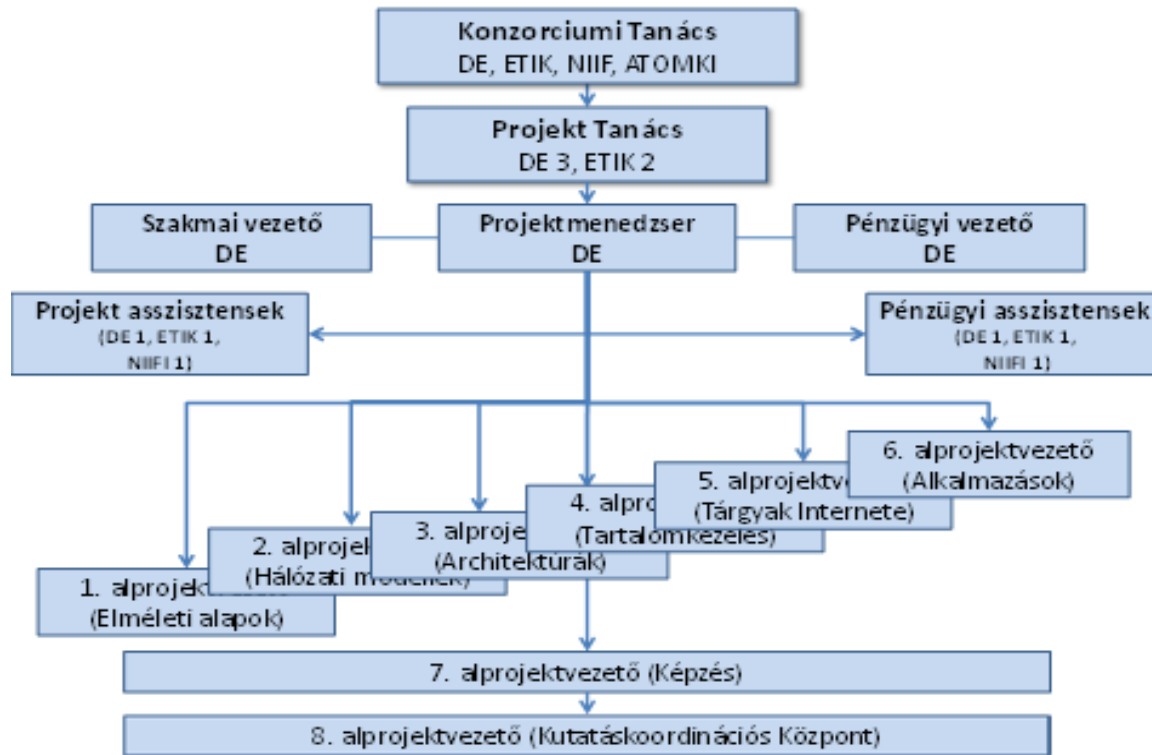 Konzorciumi Tanács
DE, ETIK, NIIF, ATOMKI
Projekt Tanács
DE 3, ETIK 2
Szakmai vezető
DE
Projektmenedzser
DE
Pénzügyi vezető
DE
Projekt asszisztensek
(DE 1, ETIK 1,
NIIFI 1)
Pénzügyi asszisztensek
(DE 1, ETIK 1,
NIIFI 1)
6. alprojektvezető
(Alkalmazások)
5. alprojektv
(Tárgyak Internete)
4. alpro
(Tartalomkezelés)
3. alproje
(Architektúrák)
2. alprojek
(Hálózati modellek)
1. alprojekt
(Elméleti alapok)
7. alprojektvezető (Képzés)
8. alprojektvezető (Kutatáskoordinációs Központ)